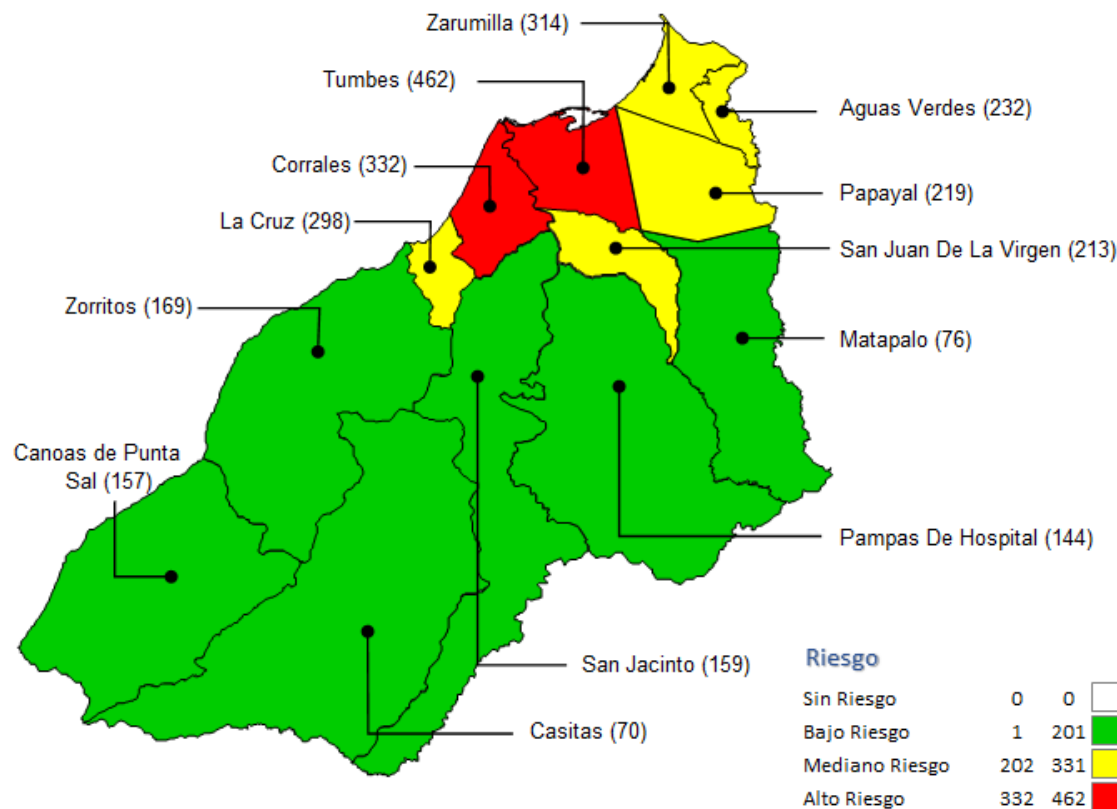 Zarumilla (314)
Tumbes (462)
Aguas Verdes (232)
Corrales (332)
Papayal (219)
La Cruz (298)
San Juan De La Virgen (213)
Zorritos (169)
Matapalo (76)
Canoas de Punta
Sal (157)
Pampas De Hospital (144)
San Jacinto (159)
Casitas (70)
Riesgo
Sin Riesgo 0 0
Bajo Riesgo 1 201
Mediano Riesgo 202 331
Alto Riesgo 332 462